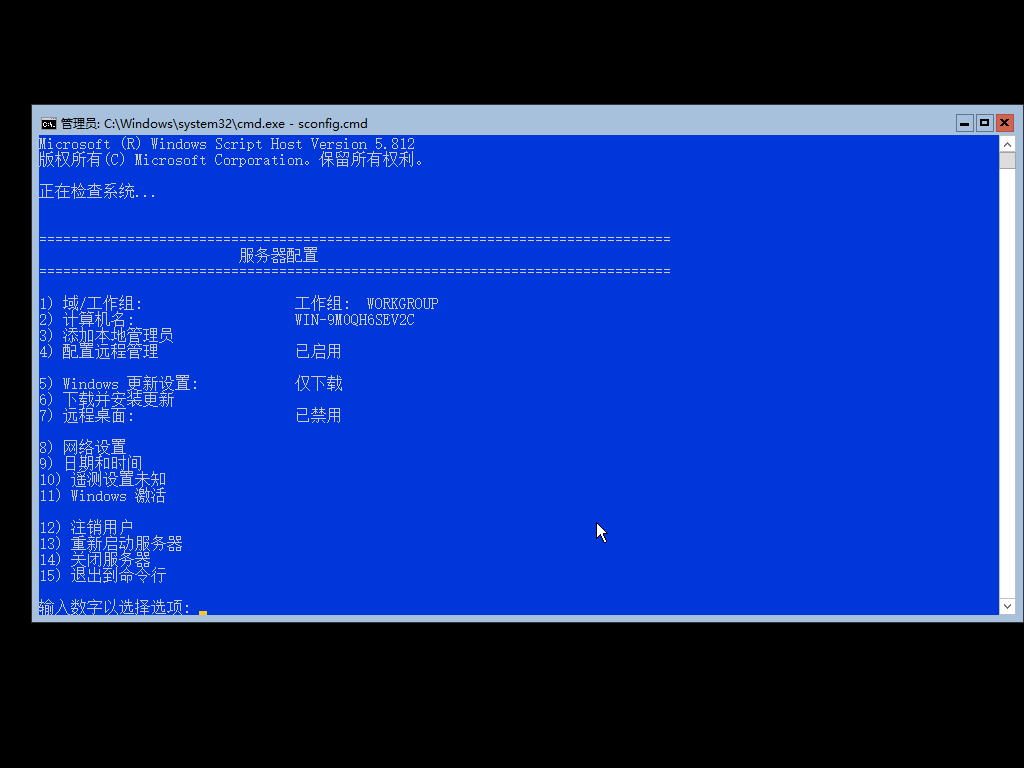 管理员: C:\Windows\system32\cmd.exe - sconfig.cmd
Microsoft (R) Windows Script Host Version 5.812
版权所有(C) Microsoft Corporation。保留所有权利。
正在检查系统...
===============================================================================
服务器配置
===============================================================================
1) 域/工作组: 工作组: WORKGROUP
2) 计算机名: WIN-9M0QH6SEV2C
3) 添加本地管理员
4) 配置远程管理 已启用
5) Windows 更新设置: 仅下载
6) 下载并安装更新
7) 远程桌面: 已禁用
8) 网络设置
9) 日期和时间
10) 遥测设置未知
11) Windows 激活
12) 注销用户
13) 重新启动服务器
14) 关闭服务器
15) 退出到命令行
输入数字以选择选项: